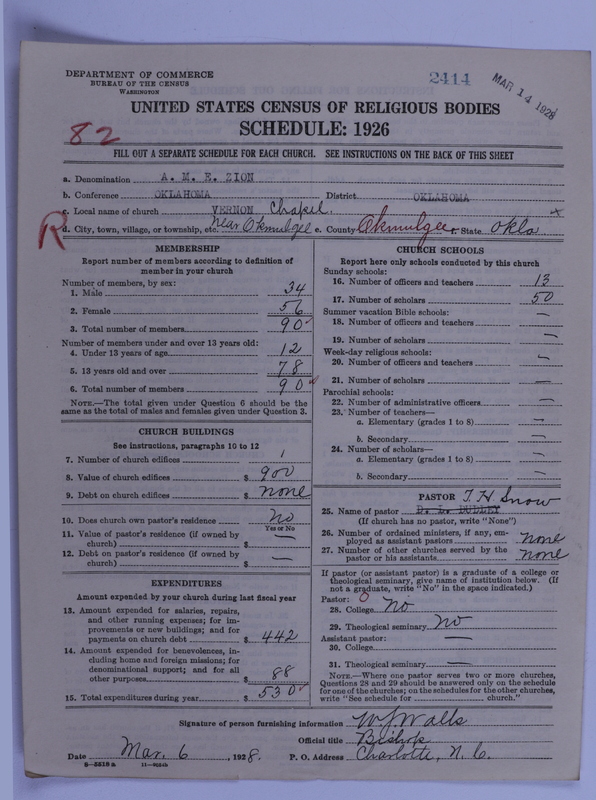 DEPARTMENT OF COMMERCE
BUREAU OF THE CENSUS
WASHINGTON
2414
MAR 14 1928
UNITED STATES CENSUS OF RELIGIOUS BODIES
SCHEDULE: 1926
82
FILL OUT A SEPARATE SCHEDULE FOR EACH CHURCH. SEE INSTRUCTIONS ON THE BACK OF THIS SHEET
a. Denomination A. M. E. ZION
b. Conference OKLAHOMA District OKLAHOMA
c. Local name of church VERNON Chapel. x
R
d. City, town, village, or township, etc. Near Okmulgee e. County Okmulgee f. State Okla
MEMBERSHIP
Report number of members according to definition of
member in your church
Number of members, by sex:
1. Male 34
2. Female 56
3. Total number of members 90
Number of members under and over 13 years old:
4. Under 13 years of age 12
5. 13 years old and over 78
6. Total number of members 90
NOTE.—The total given under Question 6 should be
same as the total of males and females given under Question 3.
CHURCH BUILDINGS
See instructions, paragraphs 10 to 12
7. Number of church edifices 1
8. Value of church edifices $ 900
9. Debt on church edifices $ none
10. Does church own pastor's residence no
Yes or No
11. Value of pastor's residence (if owned by
church) $ —
12. Debt on pastor's residence (if owned by
church) $ —
EXPENDITURES
Amount expended by your church during last fiscal year
13. Amount expended for salaries, repairs,
and other running expenses; for im-
provements or new buildings; and for
payments on church debt $ 442
14. Amount expended for benevolences, in-
cluding home and foreign missions; for
denominational support; and for all
other purposes $ 88
15. Total expenditures during year $ 530
CHURCH SCHOOLS
Report here only schools conducted by this church
Sunday schools:
16. Number of officers and teachers 13
17. Number of scholars 50
Summer vacation Bible schools:
18. Number of officers and teachers —
19. Number of scholars —
Week-day religious schools:
20. Number of officers and teachers —
21. Number of scholars —
Parochial schools:
22. Number of administrative officers —
23. Number of teachers—
a. Elementary (grades 1 to 8) —
b. Secondary —
24. Number of scholars—
a. Elementary (grades 1 to 8) —
b. Secondary —
PASTOR T. H. Snow
25. Name of pastor D. L. DUDLEY
(If church has no pastor, write "None")
26. Number of ordained ministers, if any, em-
ployed as assistant pastors none
27. Number of other churches served by the
pastor or his assistants none
If pastor (or assistant pastor) is a graduate of a college or
theological seminary, give name of institution below. (If
not a graduate, write "No" in the space indicated.)
Pastor: 0
28. College No
29. Theological seminary no
Assistant pastor: —
30. College
31. Theological seminary —
NOTE.—Where one pastor serves two or more churches,
Questions 28 and 29 should be answered only on the schedule
for one of the churches; on the schedules for the other churches,
write "See schedule for church."
Signature of person furnishing information W. J. Walls
Official title Bishop
Date Mar. 6, 1928. P. O. Address Charlotte, N. C.